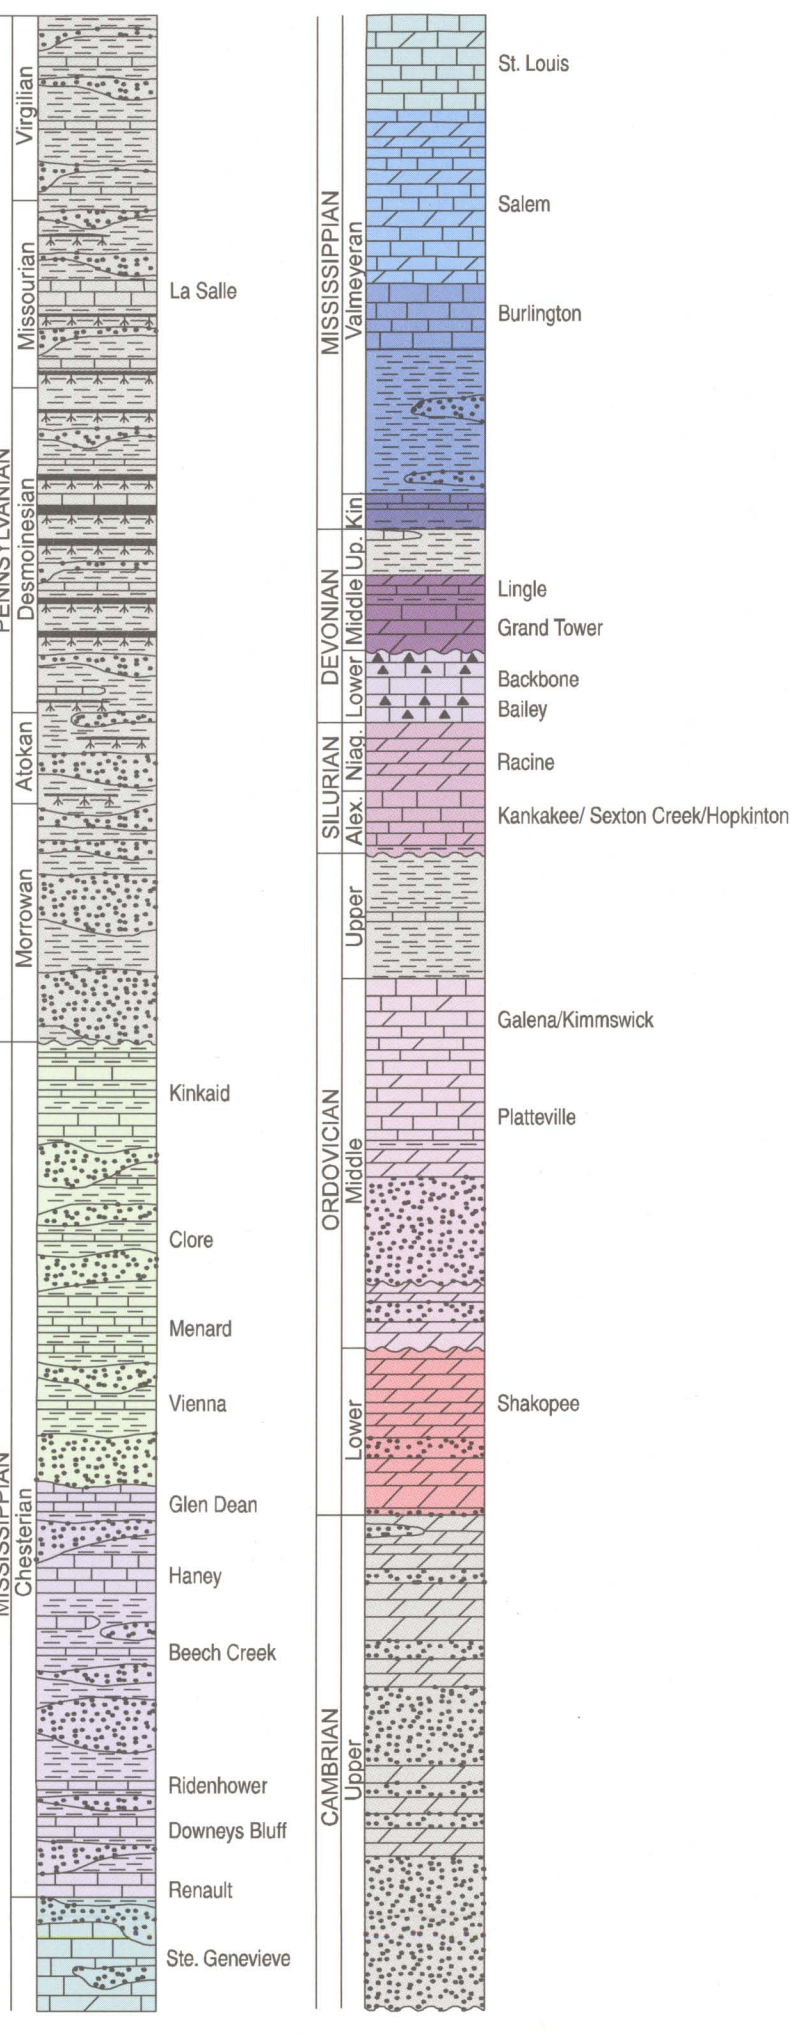 PENNSYLVANIAN
Virgilian
Missourian
La Salle
Desmoinesian
Atokan
Morrowan
MISSISSIPPIAN
Chesterian
Kinkaid
Clore
Menard
Vienna
Glen Dean
Haney
Beech Creek
Ridenhower
Downeys Bluff
Renault
Ste. Genevieve
MISSISSIPPIAN
Valmeyeran
St. Louis
Salem
Burlington
Kin.
DEVONIAN
Up.
Middle
Lingle
Grand Tower
Lower
Backbone
Bailey
SILURIAN
Niag.
Racine
Alex.
Kankakee/ Sexton Creek/Hopkinton
ORDOVICIAN
Upper
Middle
Galena/Kimmswick
Platteville
Lower
Shakopee
CAMBRIAN
Upper